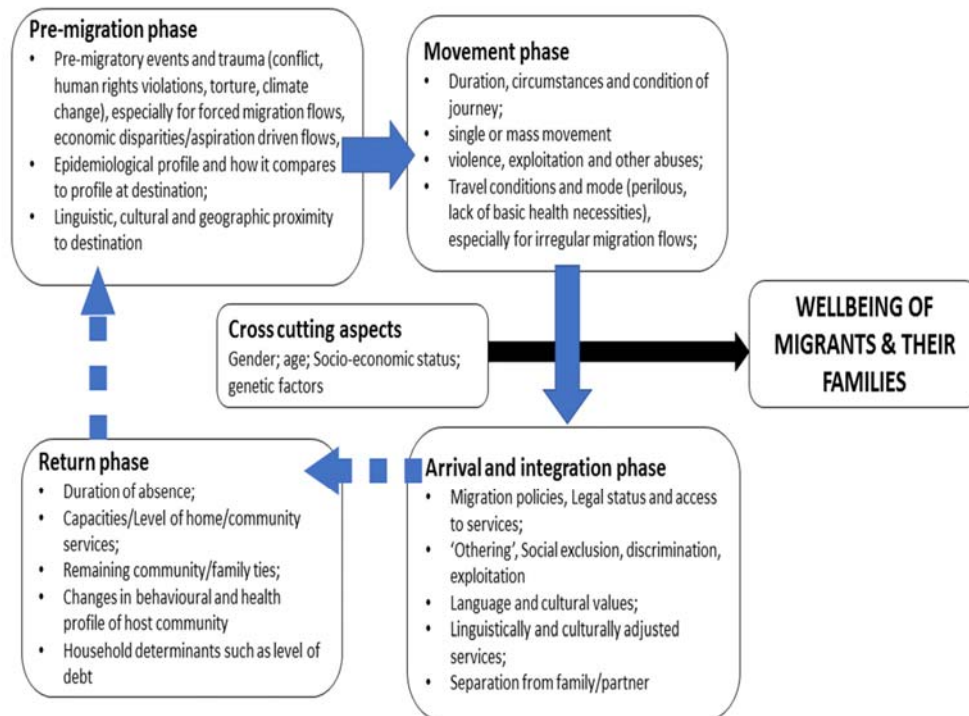 Pre-migration phase
• Pre-migratory events and trauma (conflict,
human rights violations, torture, climate
change), especially for forced migration flows,
economic disparities/aspiration driven flows,
• Epidemiological profile and how it compares
to profile at destination;
• Linguistic, cultural and geographic proximity
to destination
Movement phase
• Duration, circumstances and condition of
journey;
• single or mass movement
• violence, exploitation and other abuses;
• Travel conditions and mode (perilous,
lack of basic health necessities),
especially for irregular migration flows;
Cross cutting aspects
Gender; age; Socio-economic status;
genetic factors
WELLBEING OF
MIGRANTS & THEIR
FAMILIES
Arrival and integration phase
• Migration policies, Legal status and access
to services;
• ‘Othering’, Social exclusion, discrimination,
exploitation
• Language and cultural values;
• Linguistically and culturally adjusted
services;
• Separation from family/partner
Return phase
• Duration of absence;
• Capacities/Level of home/community
services;
• Remaining community/family ties;
• Changes in behavioural and health
profile of host community
• Household determinants such as level of
debt